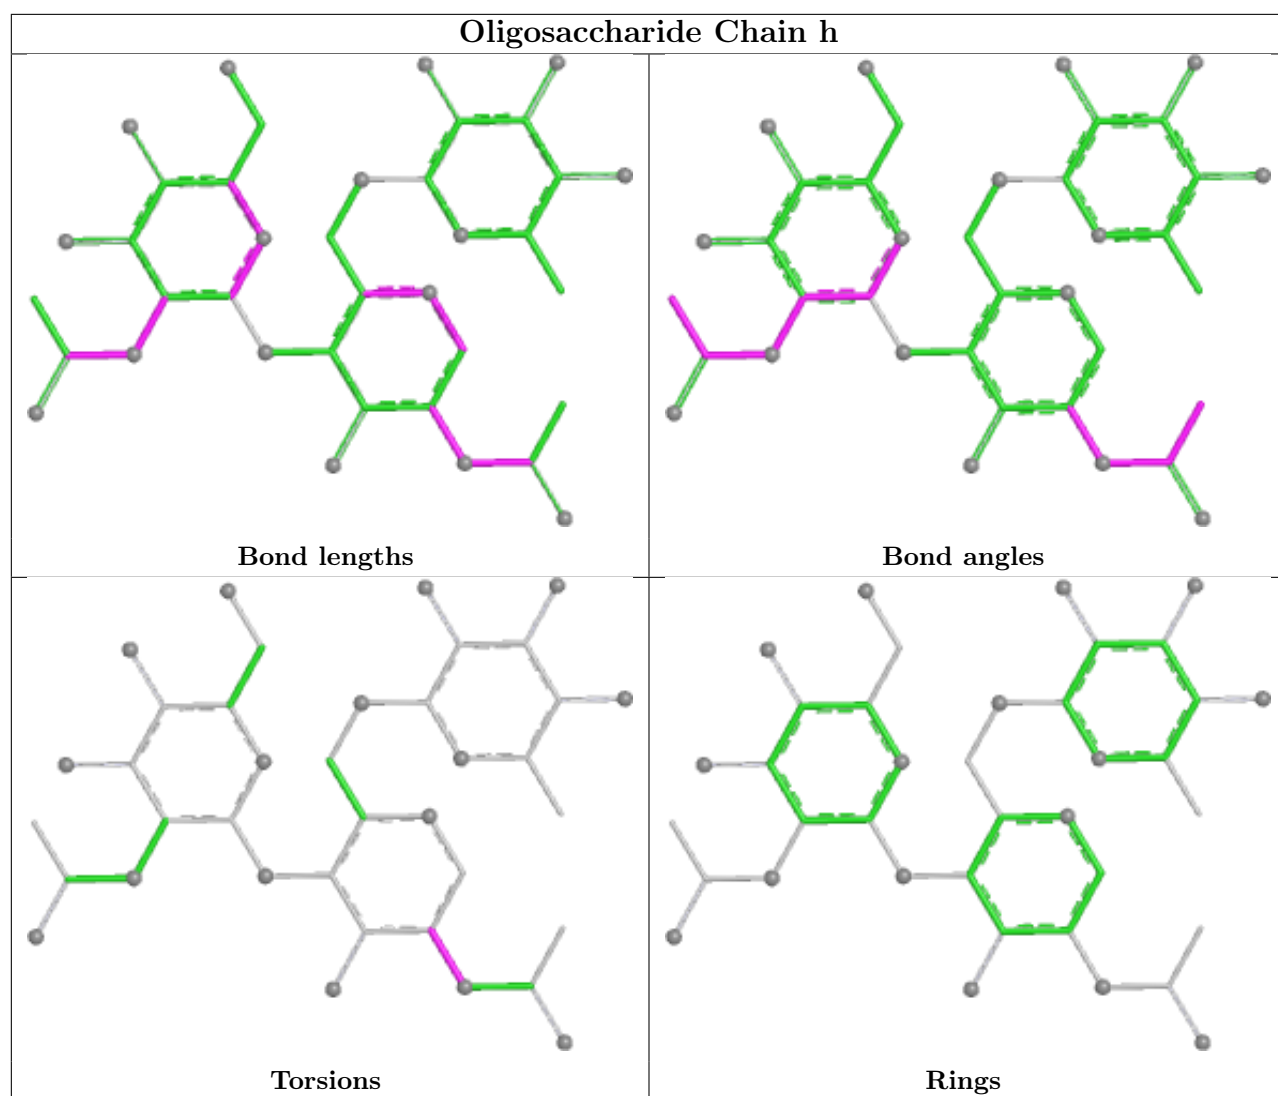 Oligosaccharide Chain h
Bond lengths
Bond angles
Torsions
Rings